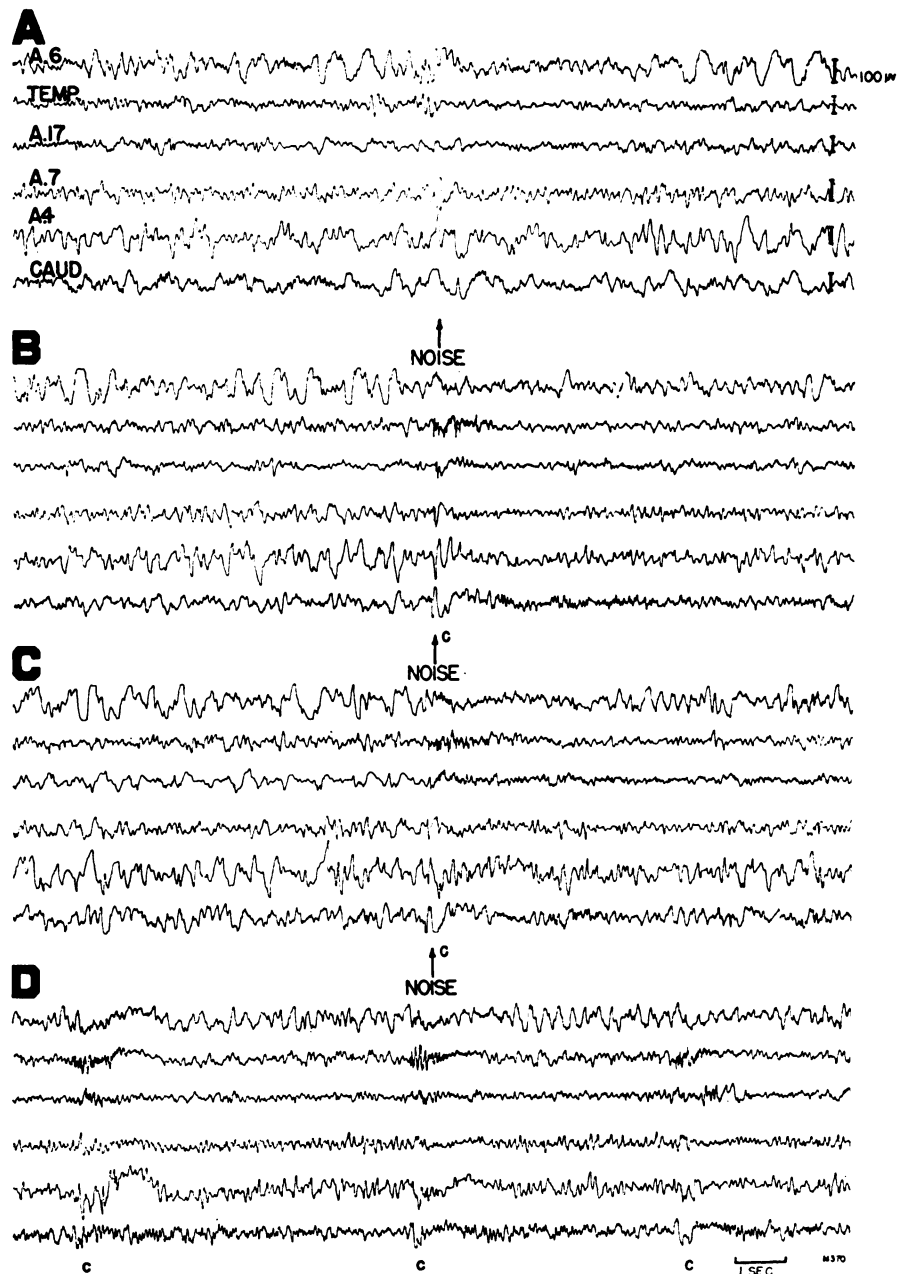 A
A.6
100 μV
TEMP.
A.17
A.7
A4
CAUD
NOISE
B
C
NOISE
C
C
NOISE
D
C C C
1 SEC
M370